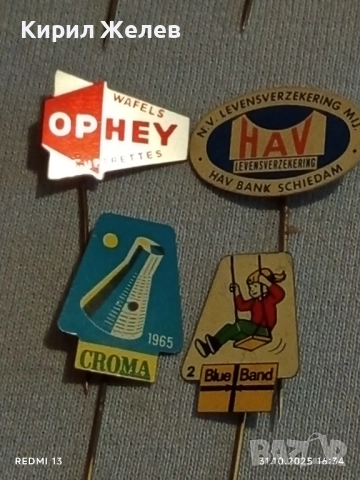 Кирил Желев
WAFELS
OPHEY
N.V. LEVENSVERZEKERING MIJ
HAV
LEVENSVERZEKERING
HAV BANK SCHIEDAM
1965
CROMA
2
Blue Band
REDMI 13
31.10.2025 16:34